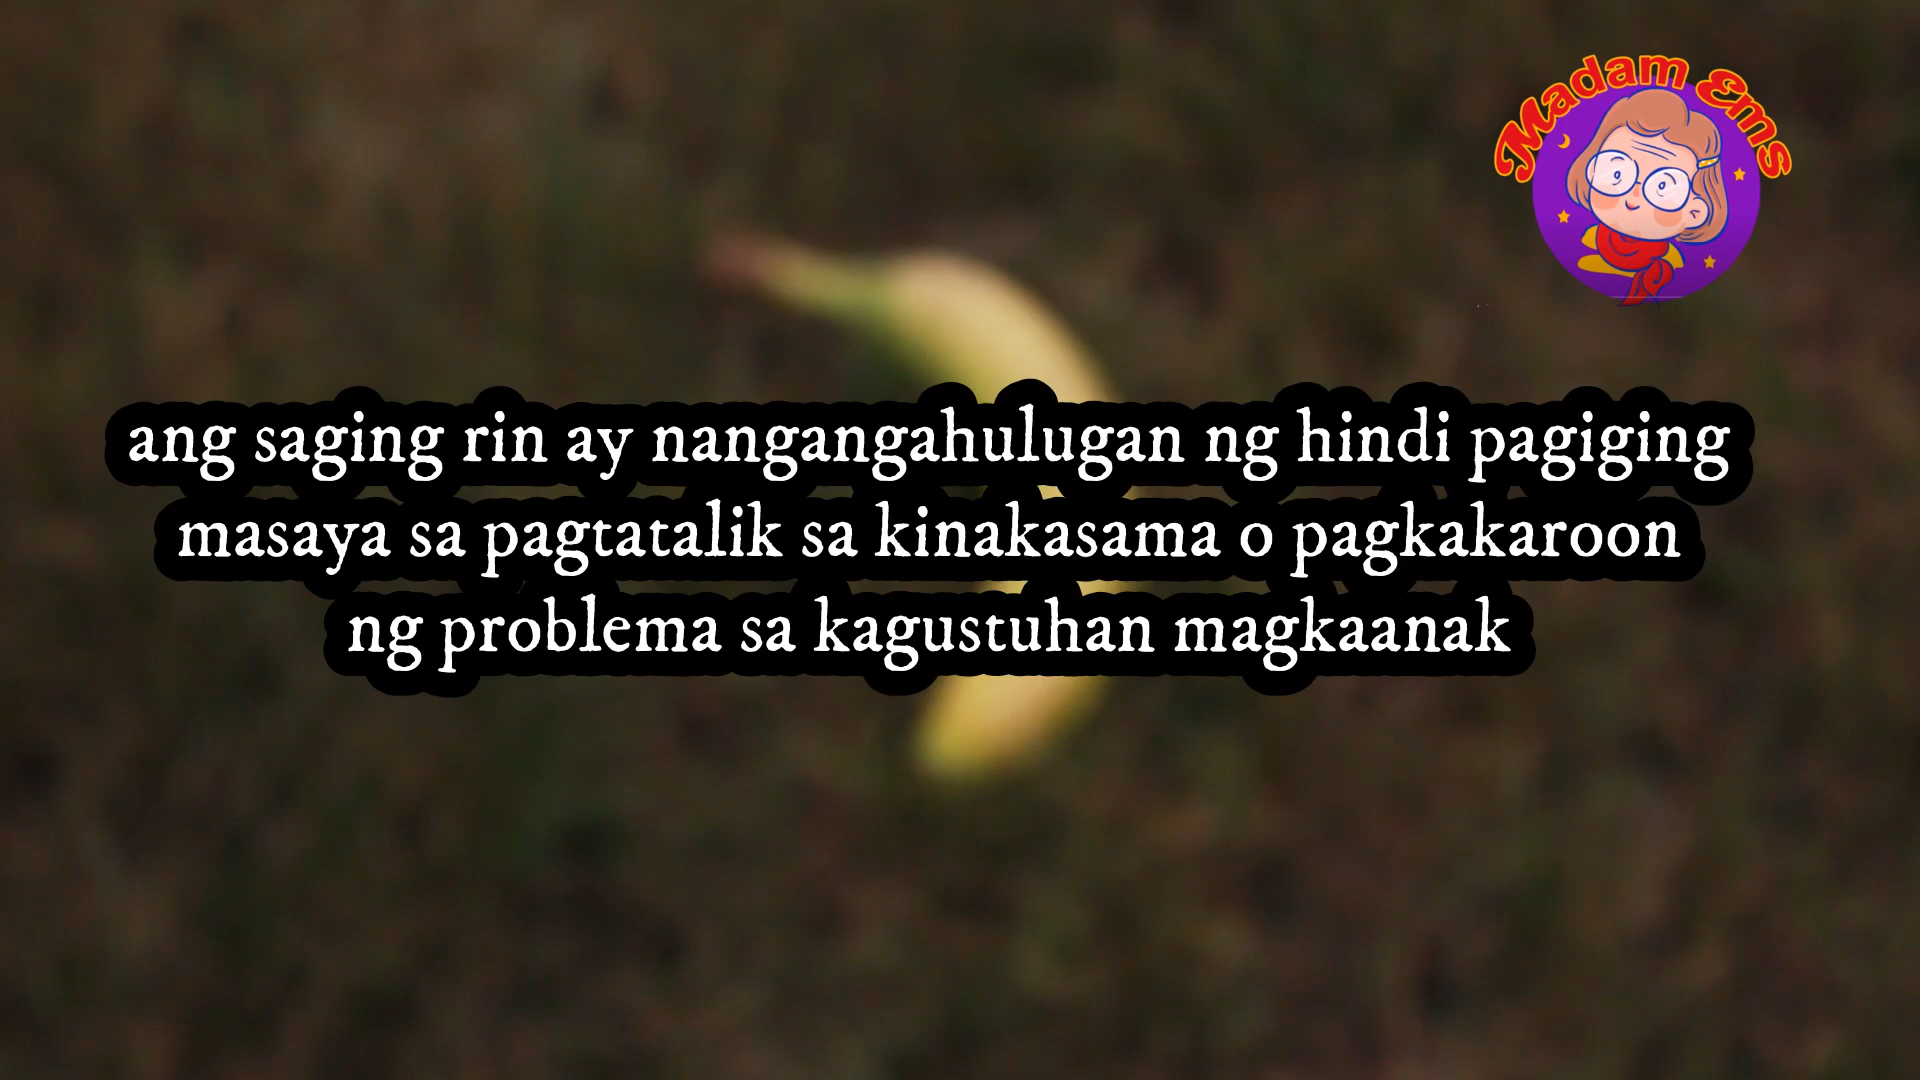 Madam Ems
ang saging rin ay nangangahulugan ng hindi pagiging
masaya sa pagtatalik sa kinakasama o pagkakaroon
ng problema sa kagustuhan magkaanak